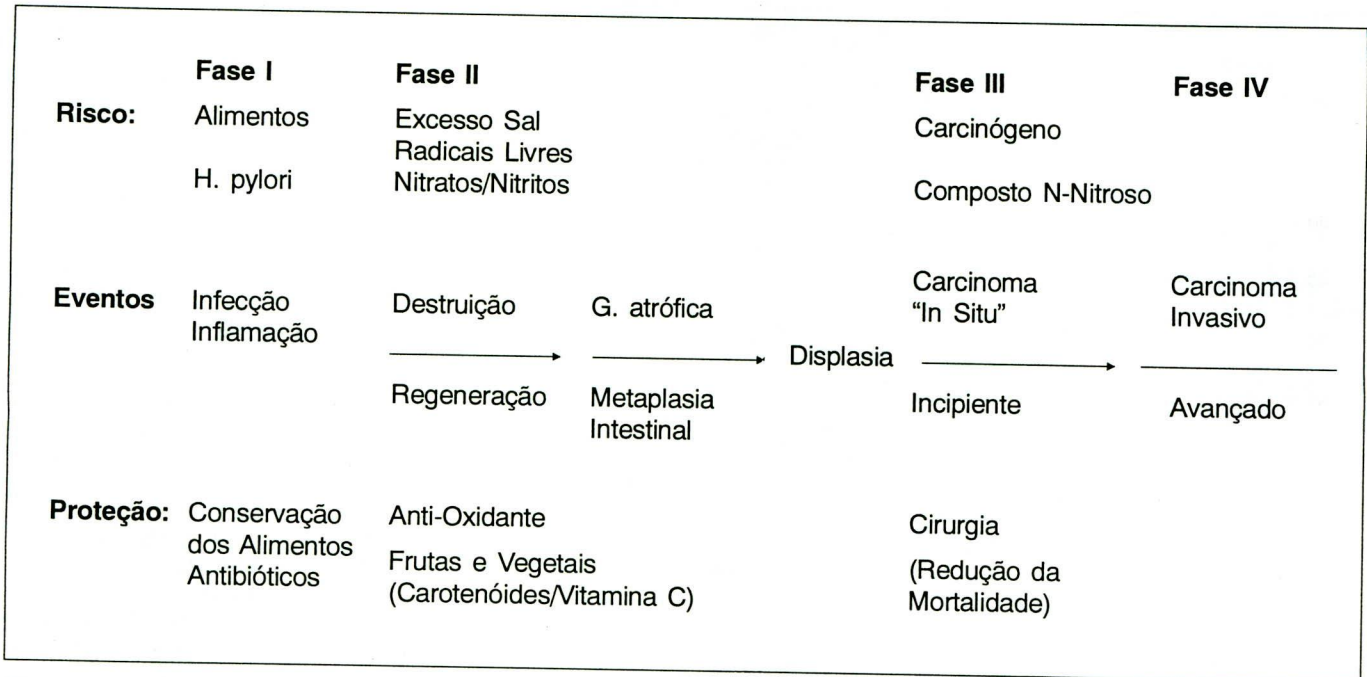 Fase I Fase II Fase III Fase IV
Risco: Alimentos Excesso Sal Carcinógeno
Radicais Livres
H. pylori Nitratos/Nitritos Composto N-Nitroso
Eventos Infecção Destruição G. atrófica Carcinoma Carcinoma
Inflamação "In Situ" Invasivo
Displasia
Regeneração Metaplasia Incipiente Avançado
Intestinal
Proteção: Conservação Anti-Oxidante Cirurgia
dos Alimentos Frutas e Vegetais (Redução da
Antibióticos (Carotenóides/Vitamina C) Mortalidade)